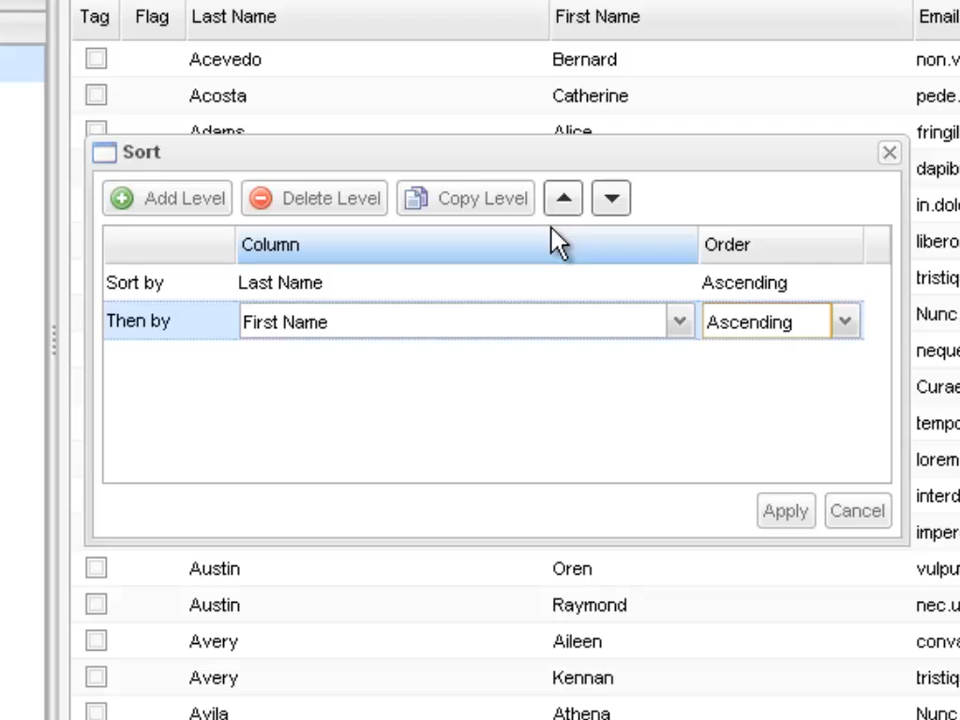 Tag Flag Last Name First Name Email
Acevedo Bernard non.v
Acosta Catherine pede.
Adams Alice fringil
Sort
dapib
Add Level Delete Level Copy Level
in.dolo
Column Order
libero
Sort by Last Name Ascending
tristiq
Then by First Name Ascending
Nunc
neque
Curae
tempo
lorem
interd
Apply Cancel
imper
Austin Oren vulpu
Austin Raymond nec.u
Avery Aileen conva
Avery Kennan tristiq
Avila Athena Nunc